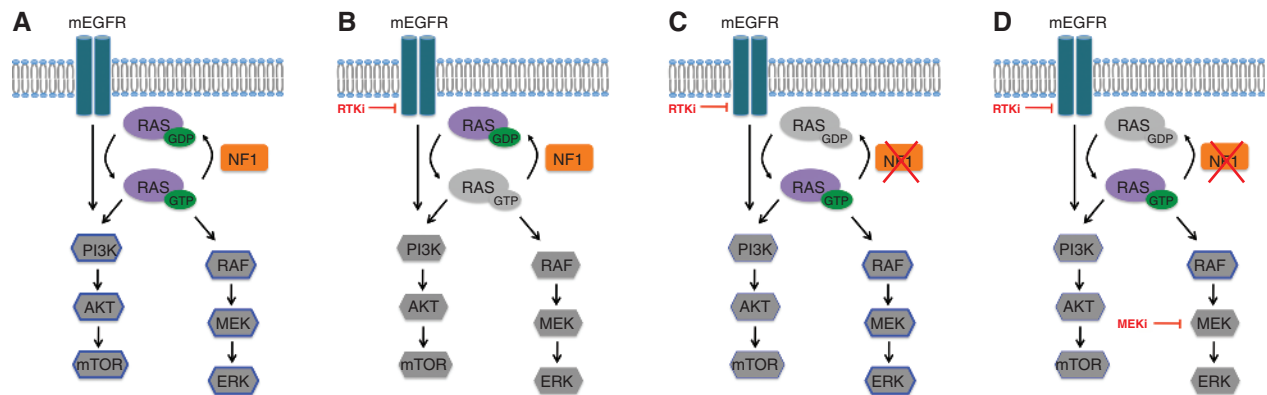 A
mEGFR
RAS
GDP
NF1
RAS
GTP
PI3K
RAF
AKT
MEK
mTOR
ERK
B
mEGFR
RTKi
RAS
GDP
NF1
RAS
GTP
PI3K
RAF
AKT
MEK
mTOR
ERK
C
mEGFR
RTKi
RAS
GDP
NF1
RAS
GTP
PI3K
RAF
AKT
MEK
mTOR
ERK
D
mEGFR
RTKi
RAS
GDP
NF1
RAS
GTP
PI3K
RAF
AKT
MEKi
MEK
mTOR
ERK